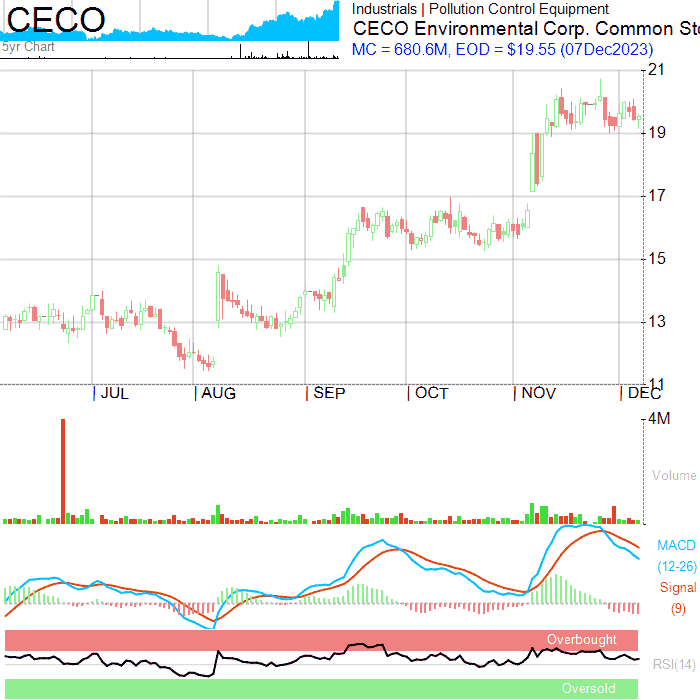 CECO
5yr Chart
Industrials | Pollution Control Equipment
CECO Environmental Corp. Common Sto
MC = 680.6M, EOD = $19.55 (07Dec2023)
21
19
17
15
13
11
JUL AUG SEP OCT NOV DEC
4M
Volume
MACD
(12-26)
Signal
(9)
Overbought
RSI(14)
Oversold